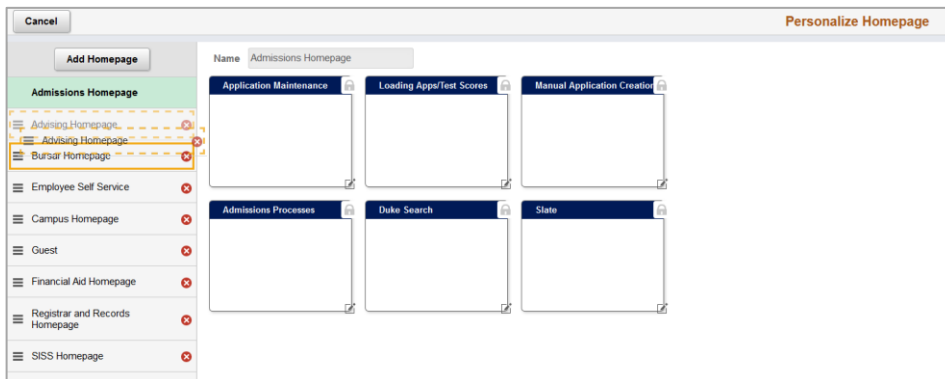 Cancel
Personalize Homepage
Add Homepage
Name Admissions Homepage
Admissions Homepage
Advising Homepage
Advising Homepage
Bursar Homepage
Employee Self Service
Campus Homepage
Guest
Financial Aid Homepage
Registrar and Records
Homepage
SISS Homepage
Application Maintenance
Loading Apps/Test Scores
Manual Application Creation
Admissions Processes
Duke Search
Slate